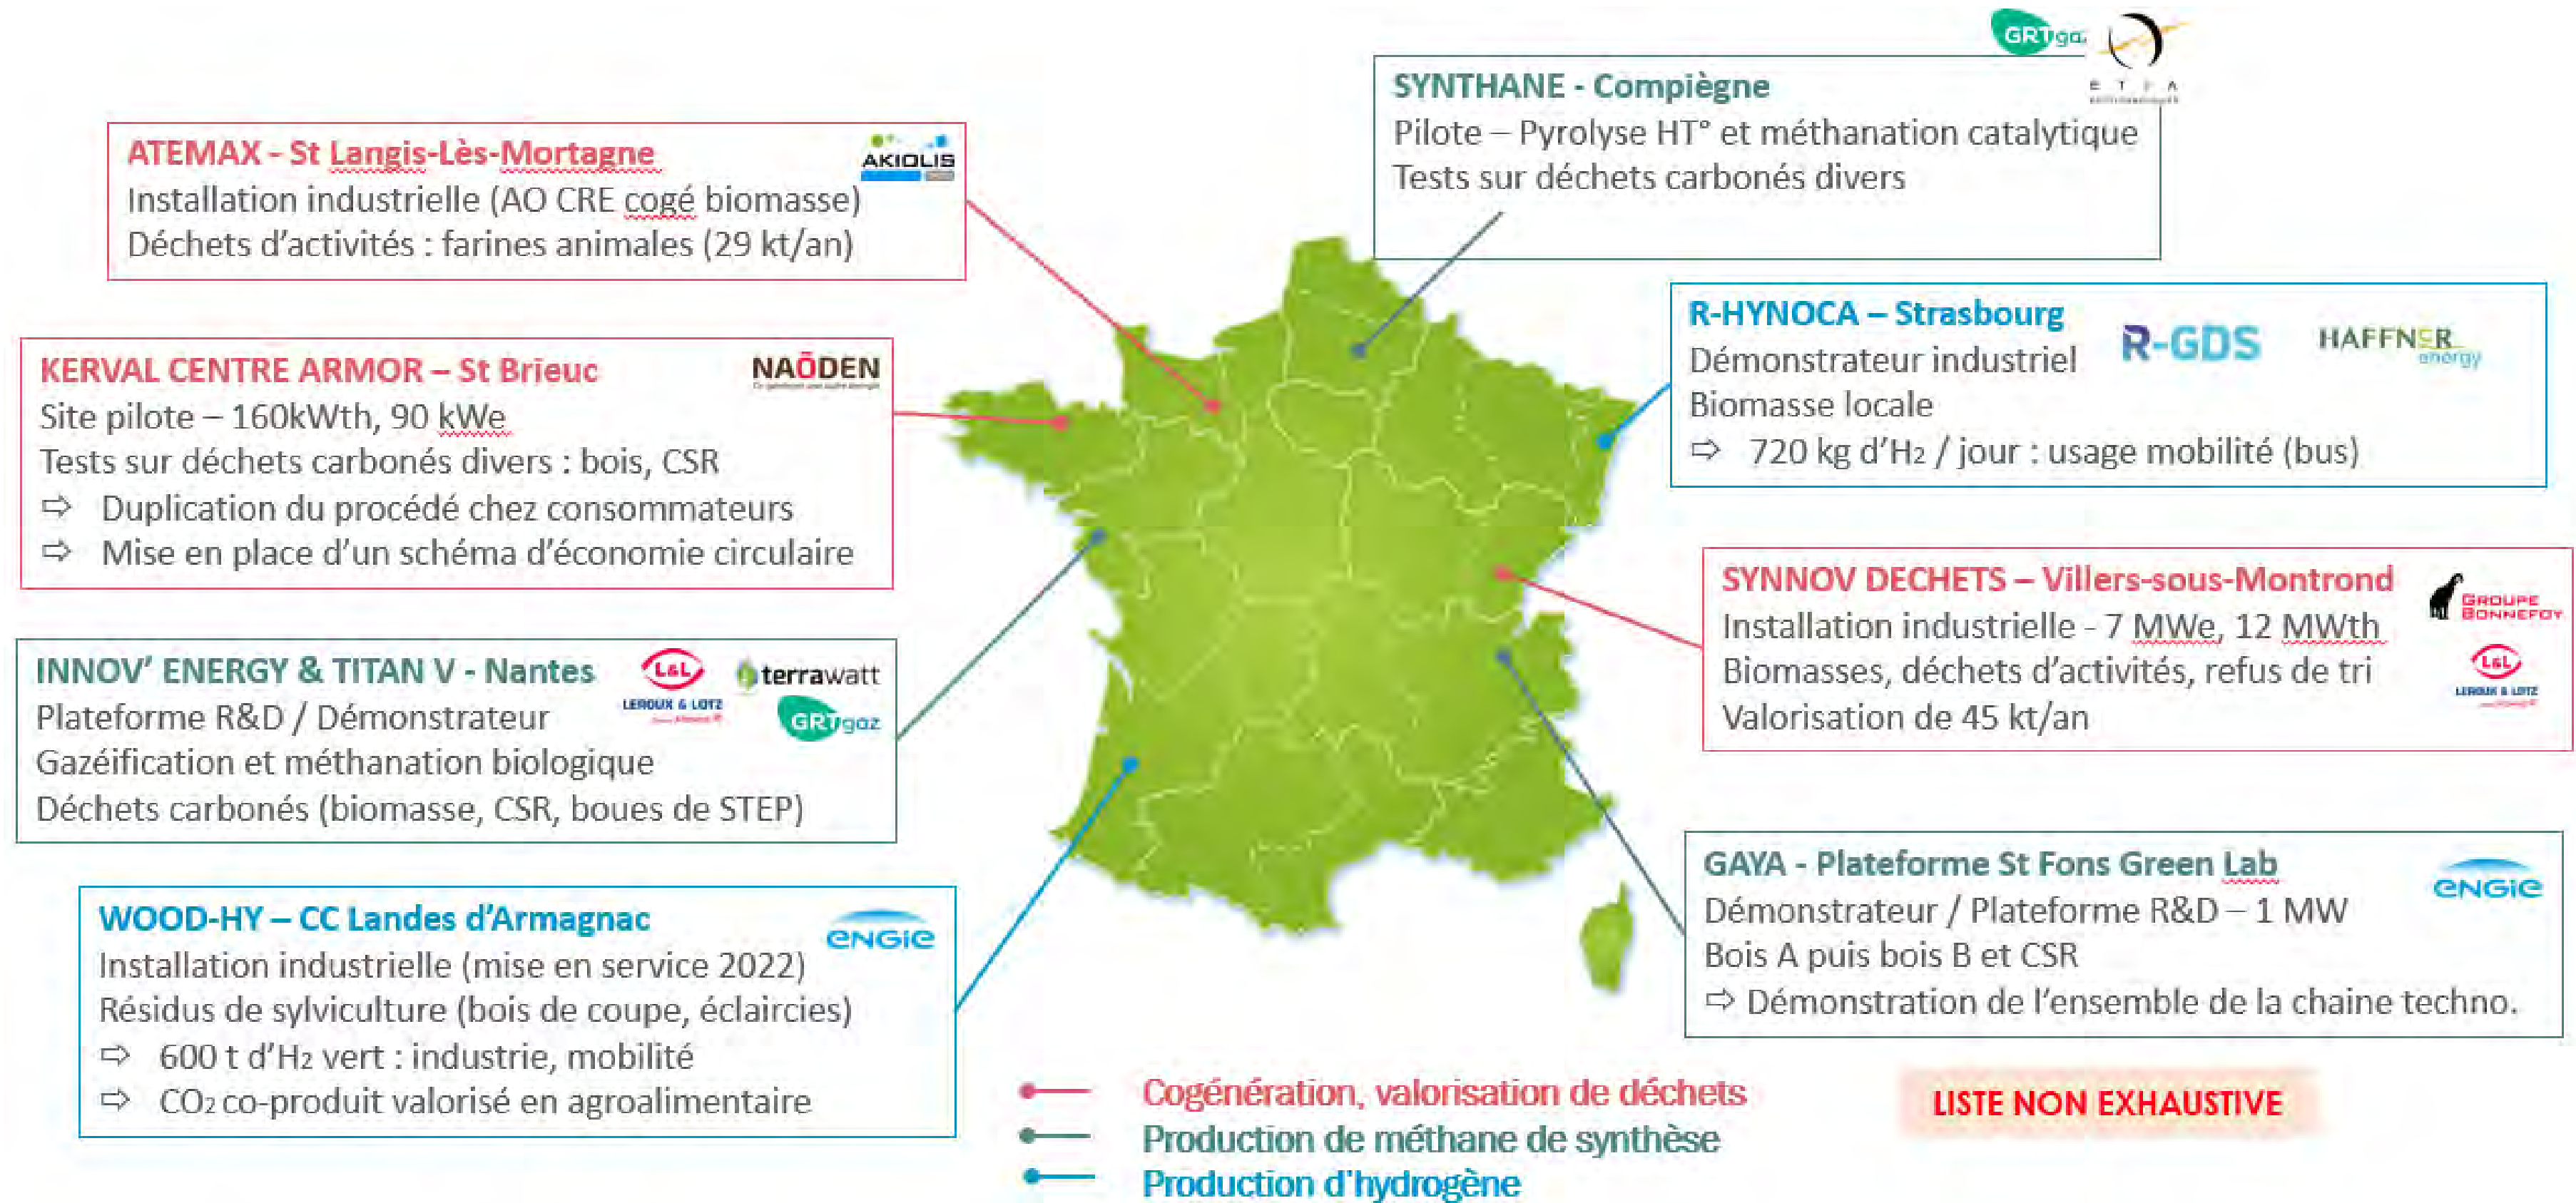 GRTgaz
ETIA
SYNTHANE - Compiègne
Pilote – Pyrolyse HT° et méthanation catalytique
Tests sur déchets carbonés divers
ATEMAX - St Langis-Lès-Mortagne
AKIOLIS
Installation industrielle (AO CRE cogé biomasse)
Déchets d'activités : farines animales (29 kt/an)
R-HYNOCA – Strasbourg
R-GDS
HAFFNER
energy
Démonstrateur industriel
Biomasse locale
⇨ 720 kg d'H₂ / jour : usage mobilité (bus)
KERVAL CENTRE ARMOR – St Brieuc
NAODEN
Site pilote – 160kWth, 90 kWe
Tests sur déchets carbonés divers : bois, CSR
⇨ Duplication du procédé chez consommateurs
⇨ Mise en place d'un schéma d'économie circulaire
SYNNOV DECHETS – Villers-sous-Montrond
GROUPE
BONNEFOY
Installation industrielle - 7 MWe, 12 MWth
Biomasses, déchets d'activités, refus de tri
Valorisation de 45 kt/an
L&L
LEROUX & LOTZ
INNOV' ENERGY & TITAN V - Nantes
L&L
LEROUX & LOTZ
terrawatt
GRTgaz
Plateforme R&D / Démonstrateur
Gazéification et méthanation biologique
Déchets carbonés (biomasse, CSR, boues de STEP)
GAYA - Plateforme St Fons Green Lab
ENGIE
Démonstrateur / Plateforme R&D – 1 MW
Bois A puis bois B et CSR
⇨ Démonstration de l'ensemble de la chaine techno.
WOOD-HY – CC Landes d'Armagnac
ENGIE
Installation industrielle (mise en service 2022)
Résidus de sylviculture (bois de coupe, éclaircies)
⇨ 600 t d'H₂ vert : industrie, mobilité
⇨ CO₂ co-produit valorisé en agroalimentaire
Cogénération, valorisation de déchets
Production de méthane de synthèse
Production d'hydrogène
LISTE NON EXHAUSTIVE